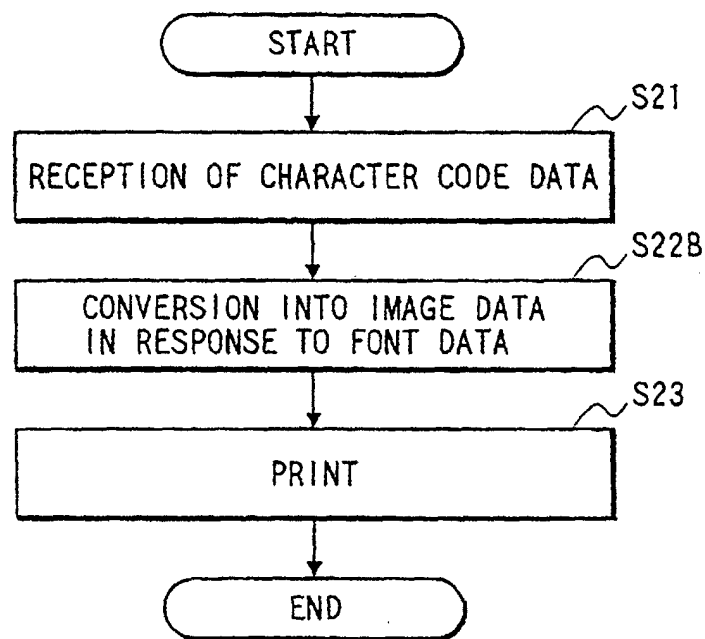 START
S21
RECEPTION OF CHARACTER CODE DATA
S22B
CONVERSION INTO IMAGE DATA
IN RESPONSE TO FONT DATA
S23
PRINT
END